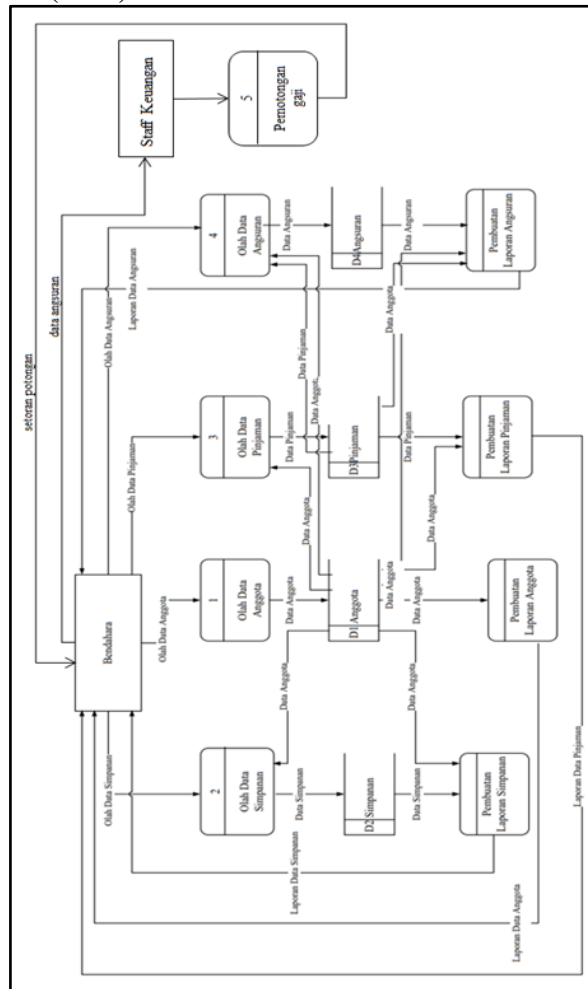 setoran potongan
data angsuran
Staff Keuangan
5
Pemotongan
gaji
Bendahara
Olah Data Simpanan
Olah Data Anggota
Olah Data Pinjaman
Olah Data Angsuran
Laporan Data Angsuran
2
Olah Data
Simpanan
1
Olah Data
Anggota
3
Olah Data
Pinjaman
4
Olah Data
Angsuran
Data Simpanan
Data Anggota
Data Anggota
Data Anggota
Data Pinjaman
Data Pinjaman
Data Anggota
Data Angsuran
D2 Simpanan
D1 Anggota
D3 Pinjaman
D4 Angsuran
Laporan Data Simpanan
Data Simpanan
Data Anggota
Data Anggota
Data Anggota
Data Anggota
Data Pinjaman
Data Pinjaman
Data Anggota
Data Angsuran
Pembuatan
Laporan Simpanan
Pembuatan
Laporan Anggota
Pembuatan
Laporan Pinjaman
Pembuatan
Laporan Angsuran
Laporan Data Anggota
Laporan Data Pinjaman